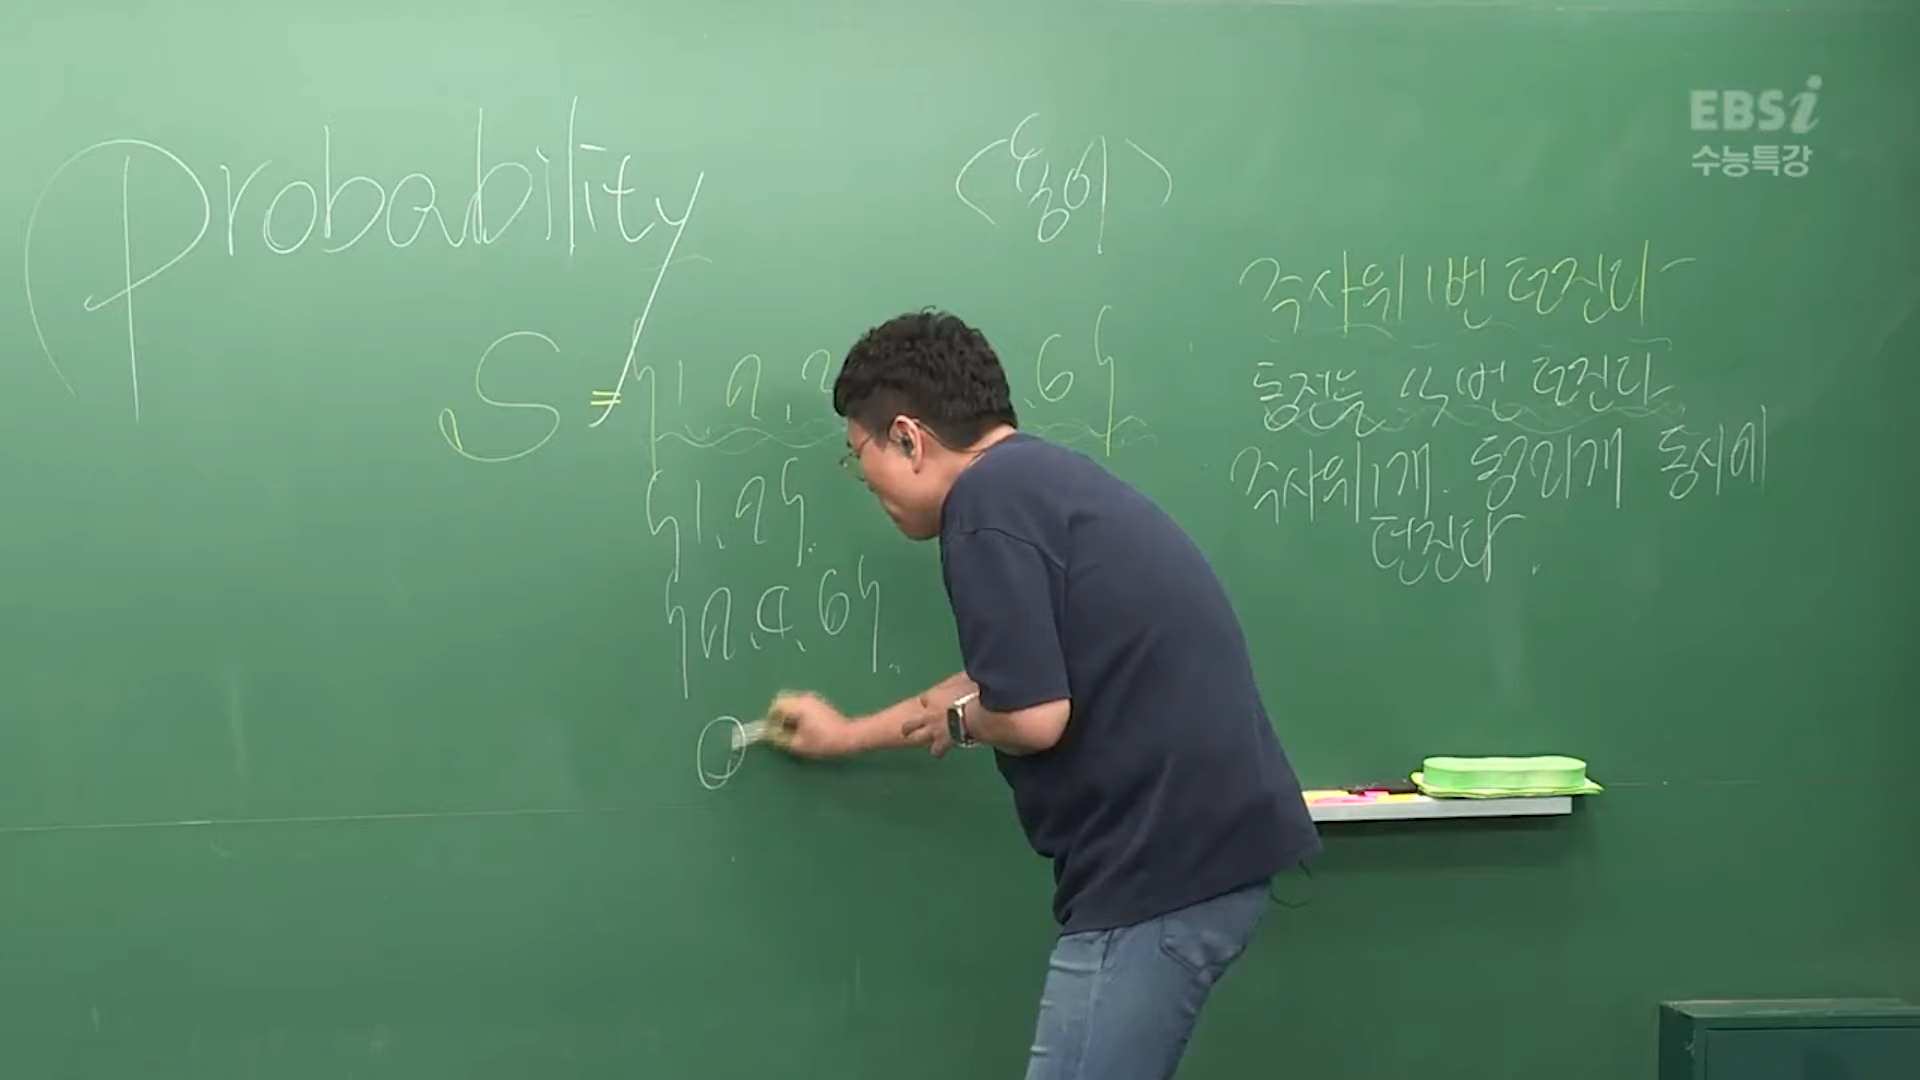 Probability
<용어>
EBSi
수능특강
S = {1, 2, 3 , 6}
{1, 2}.
{2, 4, 6}.
주사위 1번 던진다
동전을 4번 던진다
주사위 1개. 동전 2개 동시에
던진다.